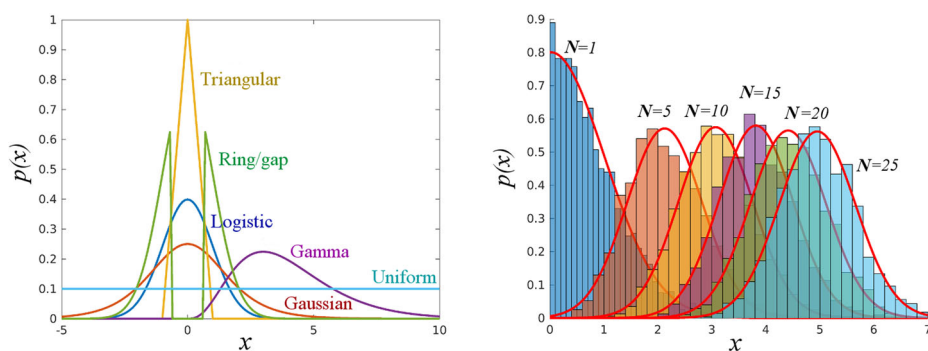 1
0.9
0.8
0.7
0.6
0.5
0.4
0.3
0.2
0.1
0
-5
0
5
10
p(x)
x
Triangular
Ring/gap
Logistic
Gamma
Uniform
Gaussian
0.9
0.8
0.7
0.6
0.5
0.4
0.3
0.2
0.1
0
0
1
2
3
4
5
6
7
p(x)
x
N=1
N=5
N=10
N=15
N=20
N=25